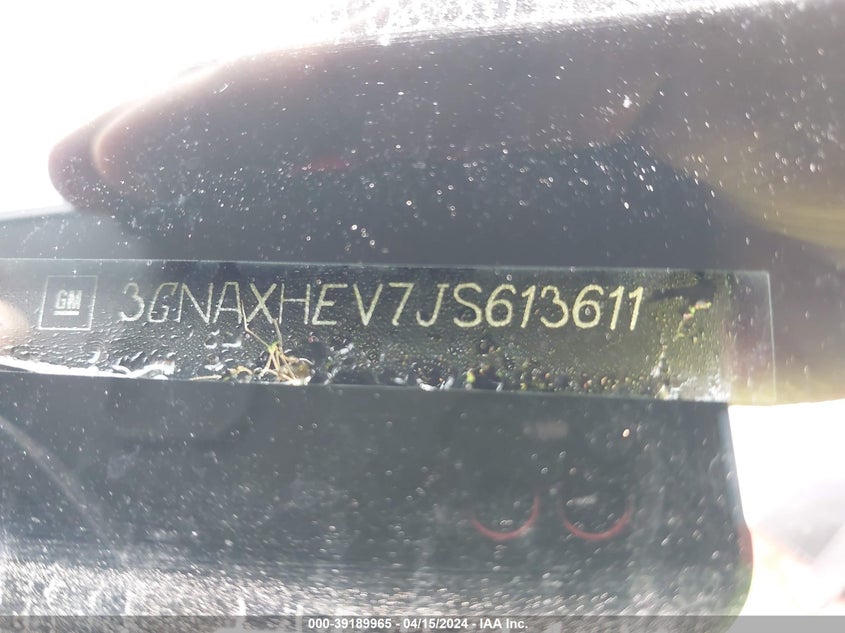 GM 3GNAXHEV7JS613611
000-39189965 - 04/15/2024 - IAA Inc.